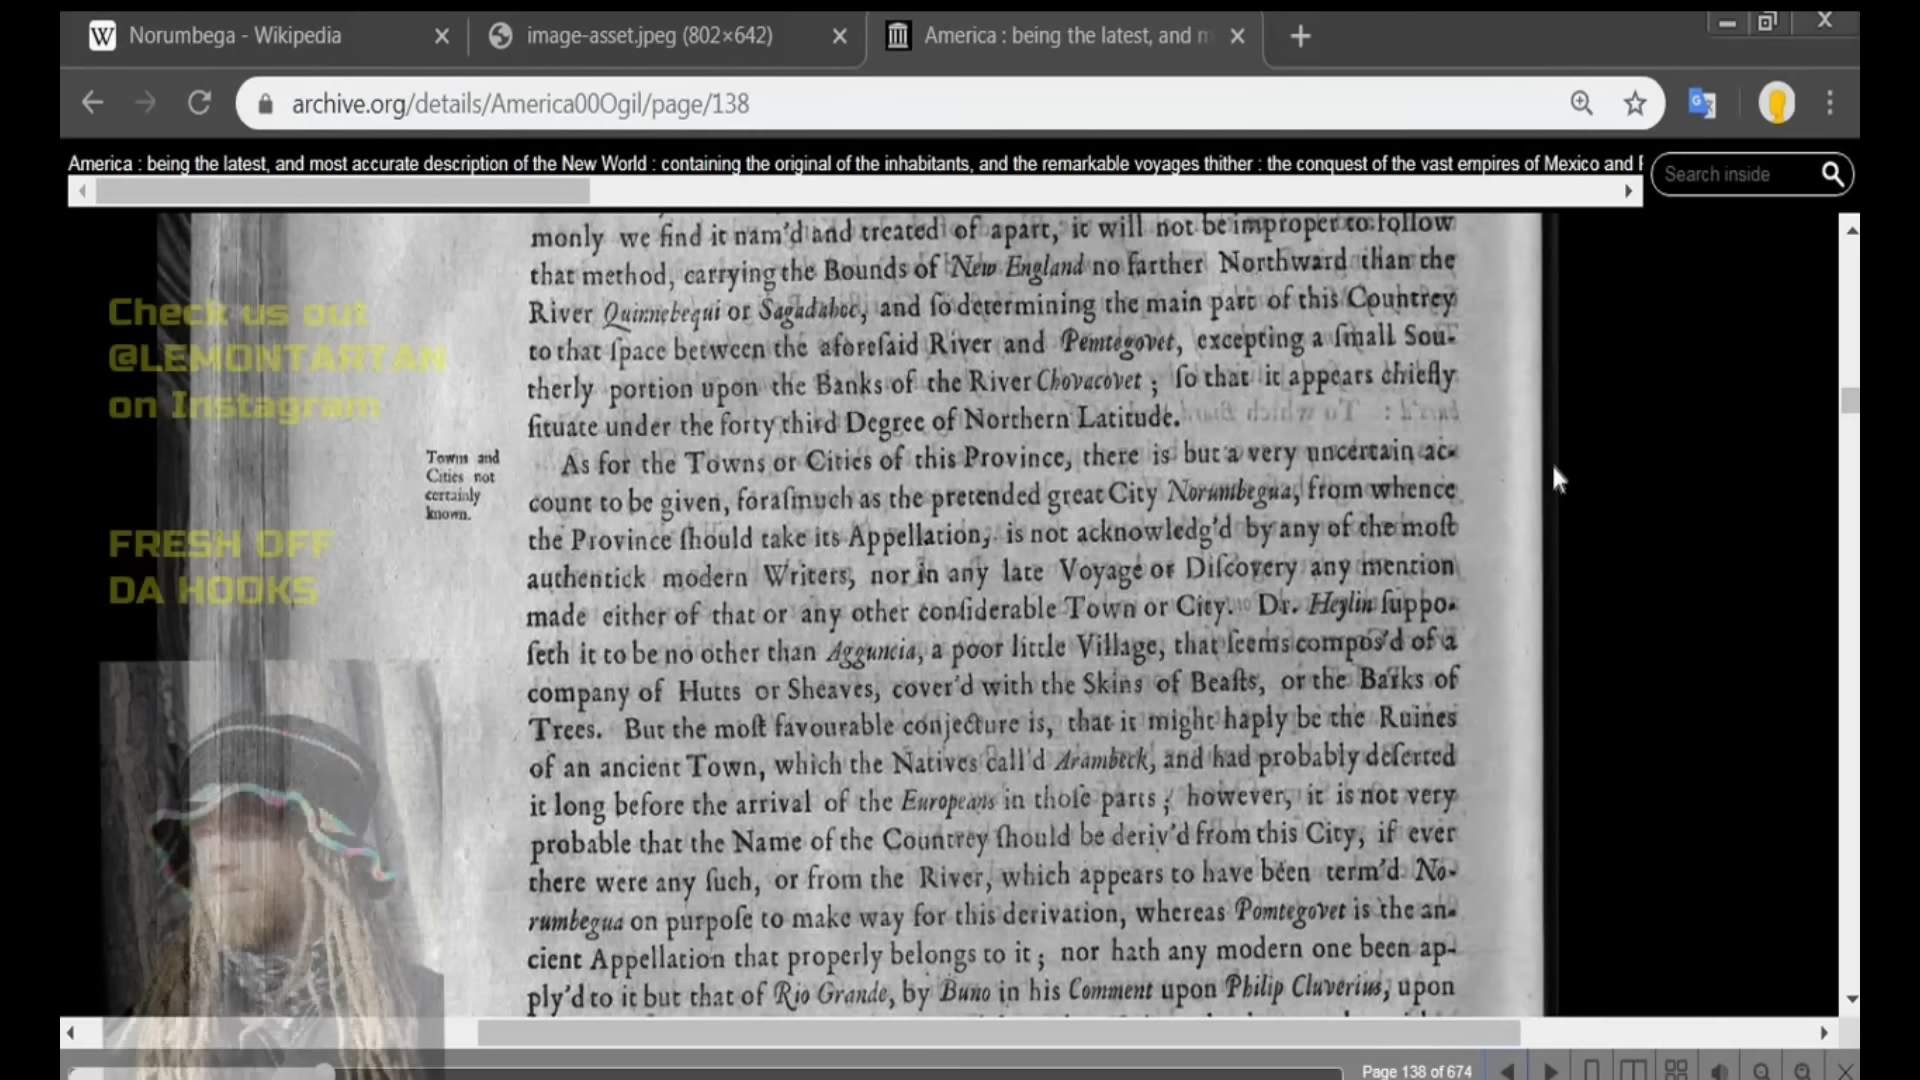 Norumbega - Wikipedia
image-asset.jpeg (802×642)
America : being the latest, and m
archive.org/details/America00Ogil/page/138
America : being the latest, and most accurate description of the New World : containing the original of the inhabitants, and the remarkable voyages thither : the conquest of the vast empires of Mexico and P
Search inside
monly we find it nam'd and treated of apart, it will not be improper to follow
that method, carrying the Bounds of New England no farther Northward than the
River Quinnebequi or Sagadahoc, and ſo determining the main part of this Countrey
to that ſpace between the aforeſaid River and Pemtegovet, excepting a ſmall Sou-
therly portion upon the Banks of the River Chovacovet ; ſo that it appears chiefly
ſituate under the forty third Degree of Northern Latitude.
Towns and
Cities not
certainly
known.
As for the Towns or Cities of this Province, there is but a very uncertain ac-
count to be given, foraſmuch as the pretended great City Norumbegua, from whence
the Province ſhould take its Appellation, is not acknowledg'd by any of the moſt
authentick modern Writers, nor in any late Voyage or Diſcovery any mention
made either of that or any other conſiderable Town or City. Dr. Heylin ſuppo-
ſeth it to be no other than Agguncia, a poor little Village, that ſeems compos'd of a
company of Hutts or Sheaves, cover'd with the Skins of Beaſts, or the Barks of
Trees. But the moſt favourable conjecture is, that it might haply be the Ruines
of an ancient Town, which the Natives call'd Arambeck, and had probably deſerted
it long before the arrival of the Europeans in thoſe parts ; however, it is not very
probable that the Name of the Countrey ſhould be deriv'd from this City, if ever
there were any ſuch, or from the River, which appears to have been term'd No-
rumbegua on purpoſe to make way for this derivation, whereas Pomtegovet is the an-
cient Appellation that properly belongs to it ; nor hath any modern one been ap-
ply'd to it but that of Rio Grande, by Buno in his Comment upon Philip Cluverius, upon
Check us out
@LEMONTARTAN
on Instagram
FRESH OFF
DA HOOKS
Page 138 of 674